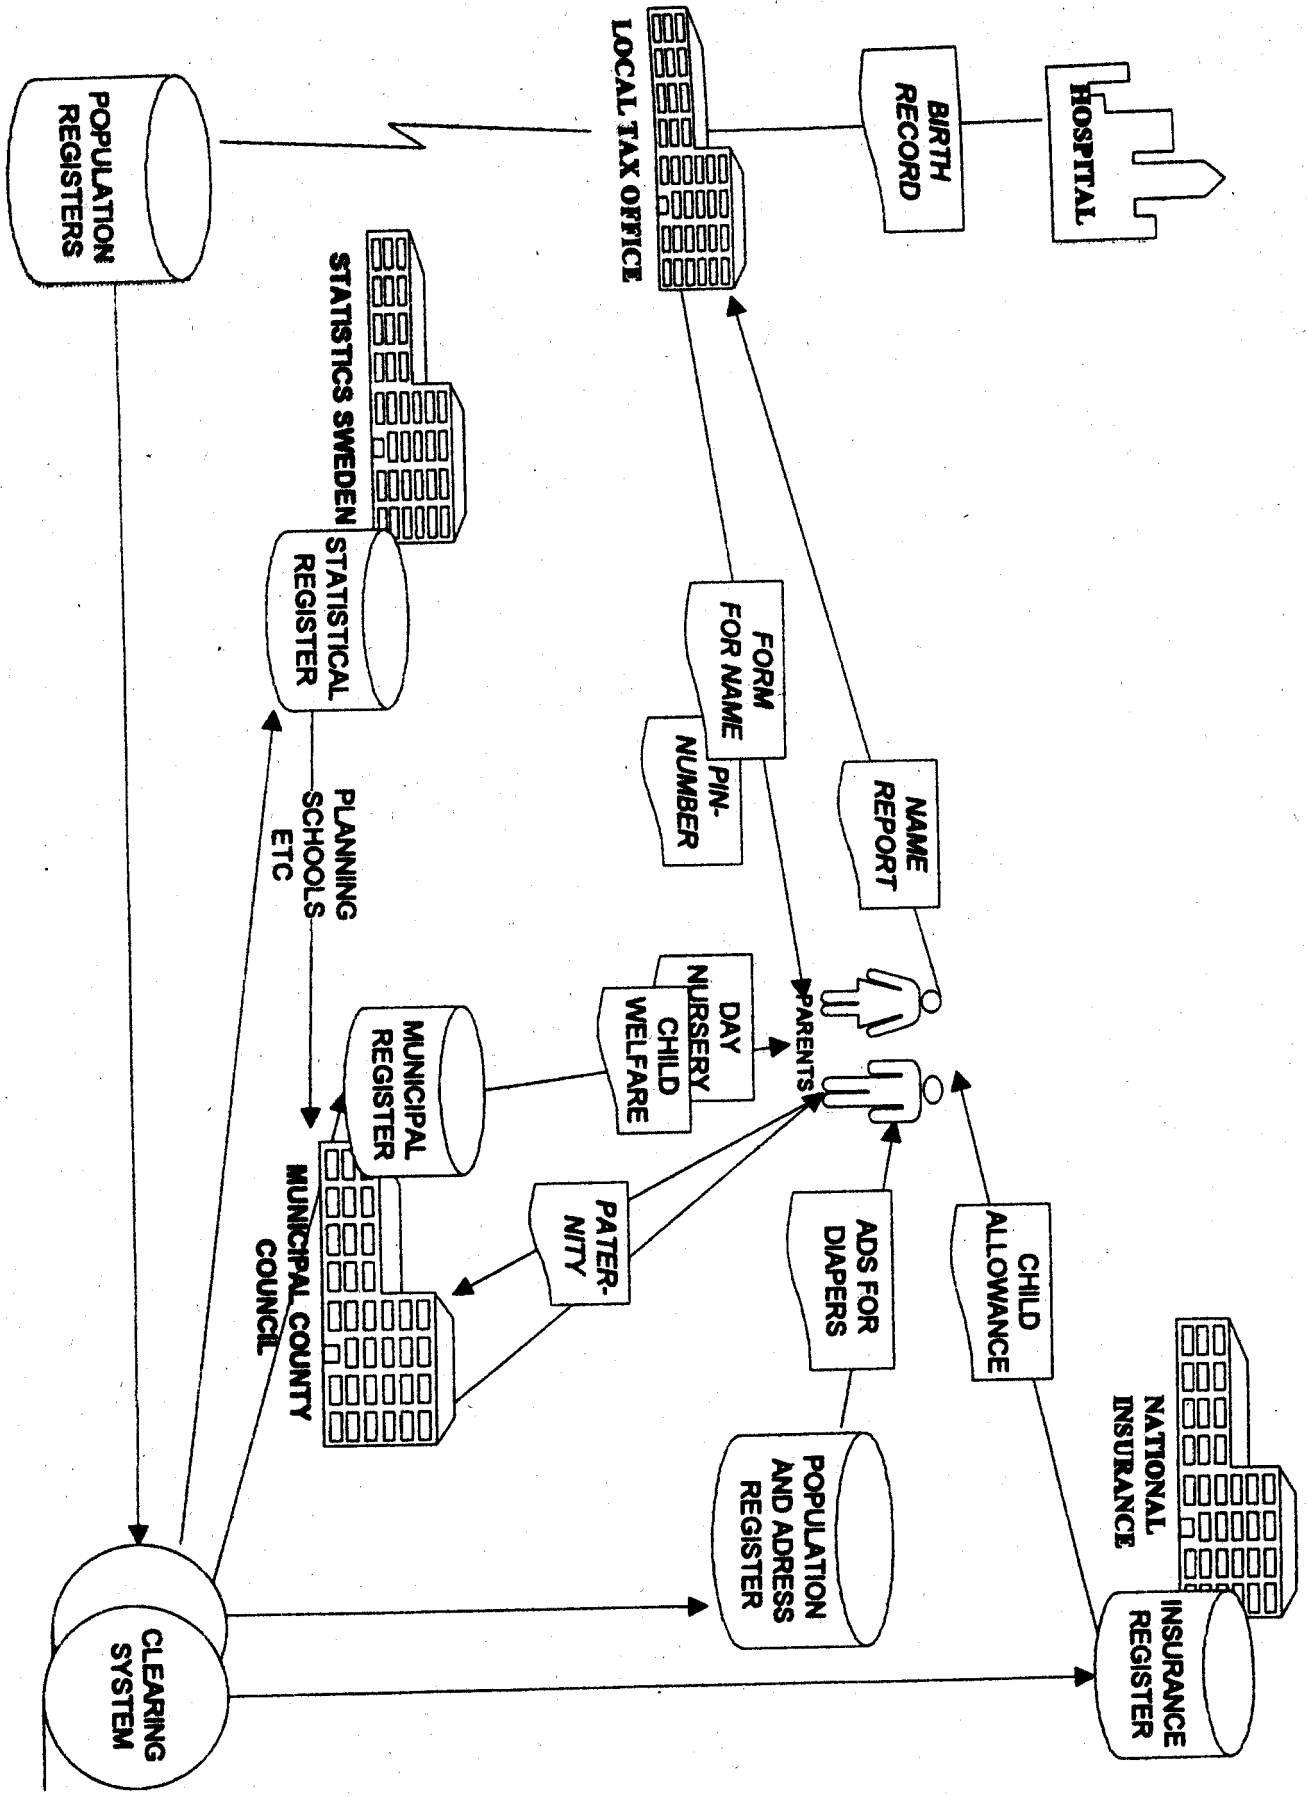 HOSPITAL
BIRTH
RECORD
LOCAL TAX OFFICE
POPULATION
REGISTERS
NAME
REPORT
FORM
FOR NAME
PIN-
NUMBER
STATISTICS SWEDEN
STATISTICAL
REGISTER
PLANNING
SCHOOLS
ETC
PARENTS
DAY
NURSERY
CHILD
WELFARE
MUNICIPAL
REGISTER
MUNICIPAL COUNTY
COUNCIL
PATER-
NITY
CHILD
ALLOWANCE
ADS FOR
DIAPERS
NATIONAL
INSURANCE
INSURANCE
REGISTER
POPULATION
AND ADRESS
REGISTER
CLEARING
SYSTEM